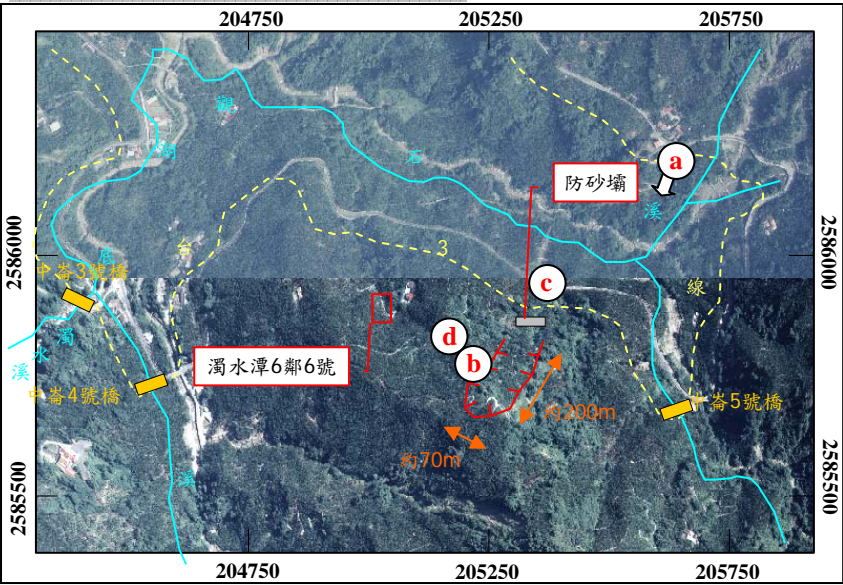 204750
205250
205750
觀
石
湖
a
防砂壩
溪
2586000
2586000
底
台
3
線
中崙3號橋
c
濁
水
溪
d
濁水潭6鄰6號
b
中崙4號橋
約200m
崙5號橋
約70m
溪
2585500
2585500
204750
205250
205750